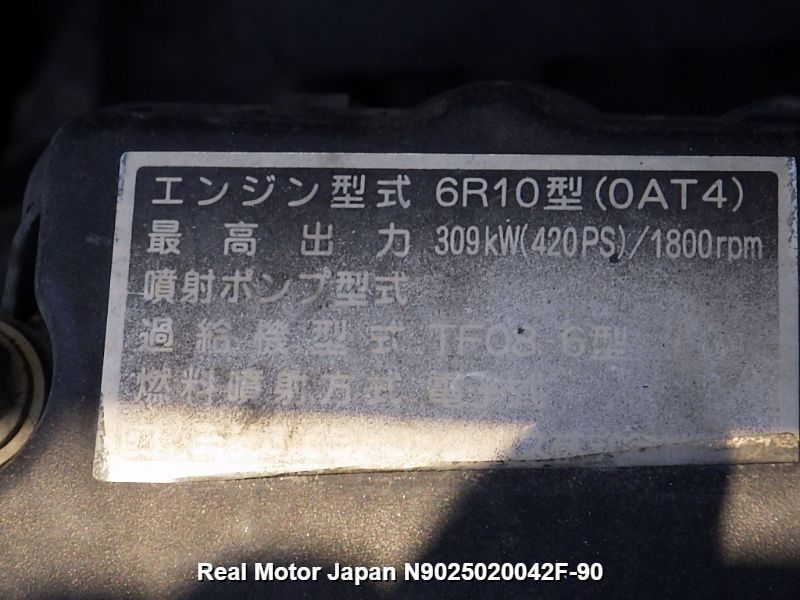 エンジン型式 6R10型(0AT4)
最高出力 309kW(420PS)/1800rpm
噴射ポンプ型式
過給機型式 TF08-6型
燃料噴射方式 電子式
Real Motor Japan N9025020042F-90